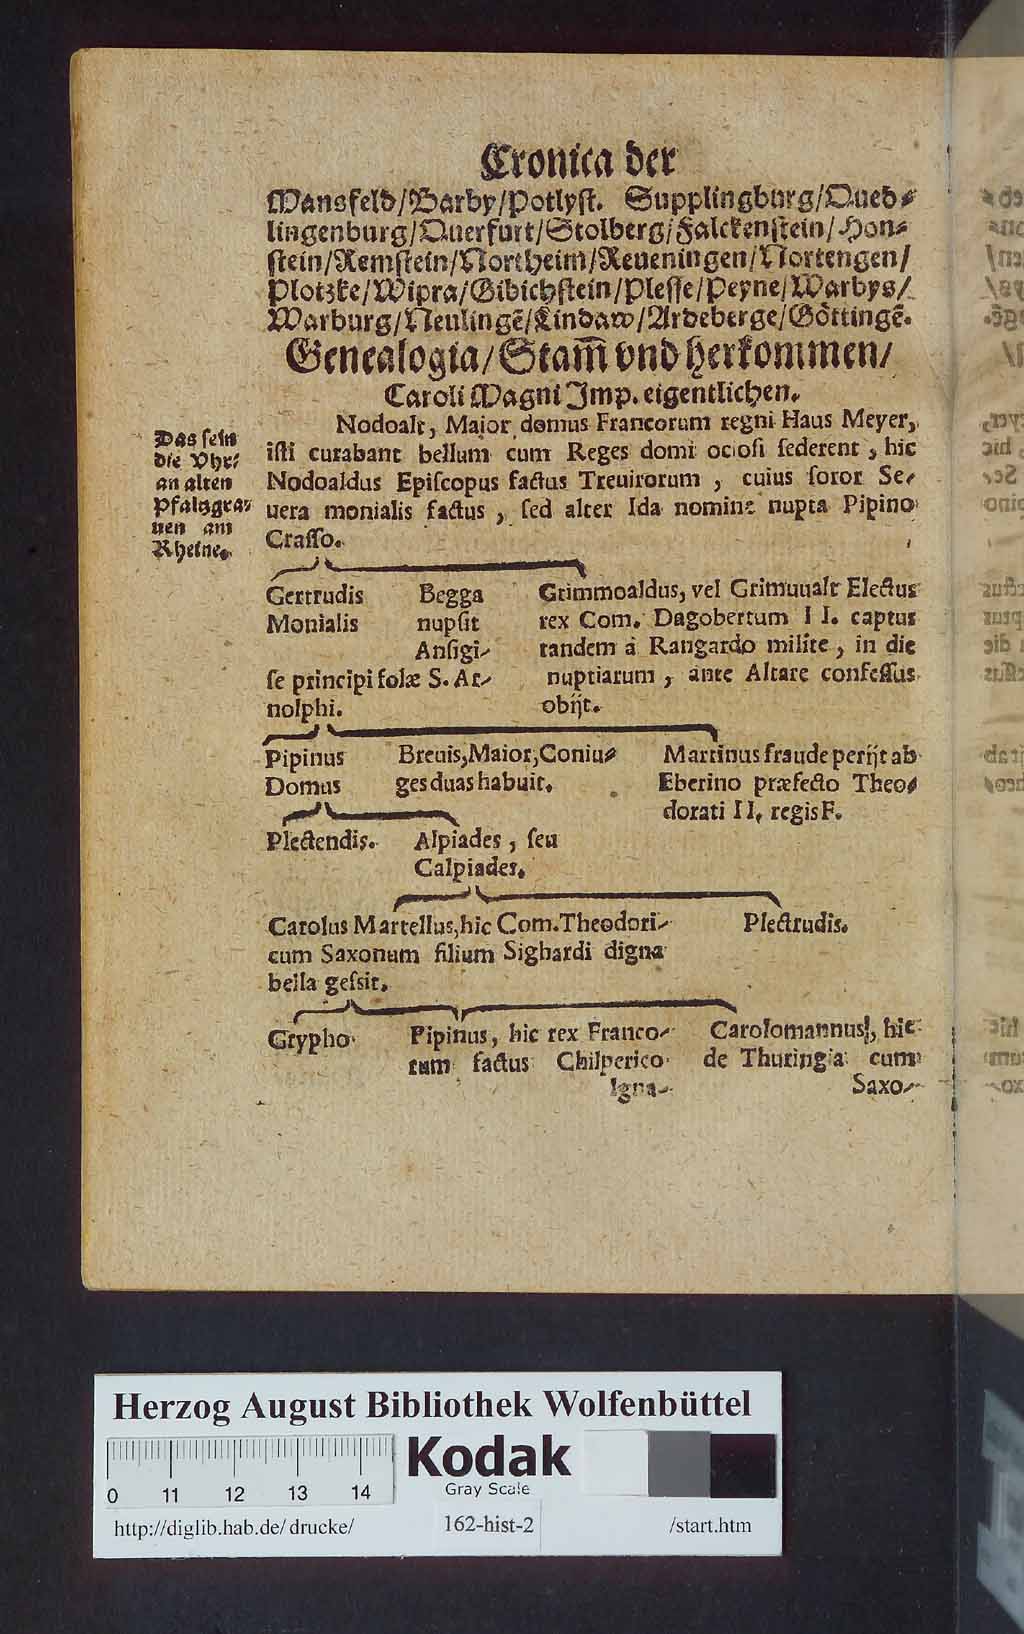 Cronica der
Mansfeld/Barby/Potlyst. Supplingburg/Qued⸗
lingenburg/Querfurt/Stolberg/Falckenstein/Hon⸗
stein/Remstein/Northeim/Reueningen/Nortengen/
Plotzke/Wipra/Gibichstein/Plesse/Peyne/Warbys/
Warburg/Neulingē/Lindaw/Ardeberge/Göttingē.
Genealogia/Stam̄ vnd herkommen/
Caroli Magni Imp. eigentlichen.
Das sein
die Vhr⸗
an alten
Pfaltzgra⸗
uen am
Rheine.
Nodoalt, Maior domus Francorum regni Haus Meyer,
iſti curabant bellum cum Reges domi ocioſi ſederent, hic
Nodoaldus Epiſcopus factus Treuirorum, cuius ſoror Se-
uera monialis factus, ſed alter Ida nomine nupta Pipino
Craſſo.
Gertrudis Begga Grimmoaldus, vel Grimuualt Electus
Monialis nupſit rex Com. Dagobertum II. captus
Anſigi- tandem à Rangardo milite, in die
ſe principi folæ S. Ar- nuptiarum, ante Altare confeſſus
nolphi. obijt.
Pipinus Breuis, Maior, Coniu- Martinus fraude perijt ab
Domus ges duas habuit. Eberino præfecto Theo-
dorati II. regis F.
Plectendis. Alpiades, ſeu
Calpiades.
Carolus Martellus, hic Com. Theodori- Plectrudis.
cum Saxonum filium Sighardi digna
bella geſsit.
Grypho Pipinus, hic rex Franco- Carolomannus, hic
rum factus Chilperico de Thuringia cum
Igna- Saxo-
Herzog August Bibliothek Wolfenbüttel
Kodak
Gray Scale
0 11 12 13 14
http://diglib.hab.de/drucke/ 162-hist-2 /start.htm